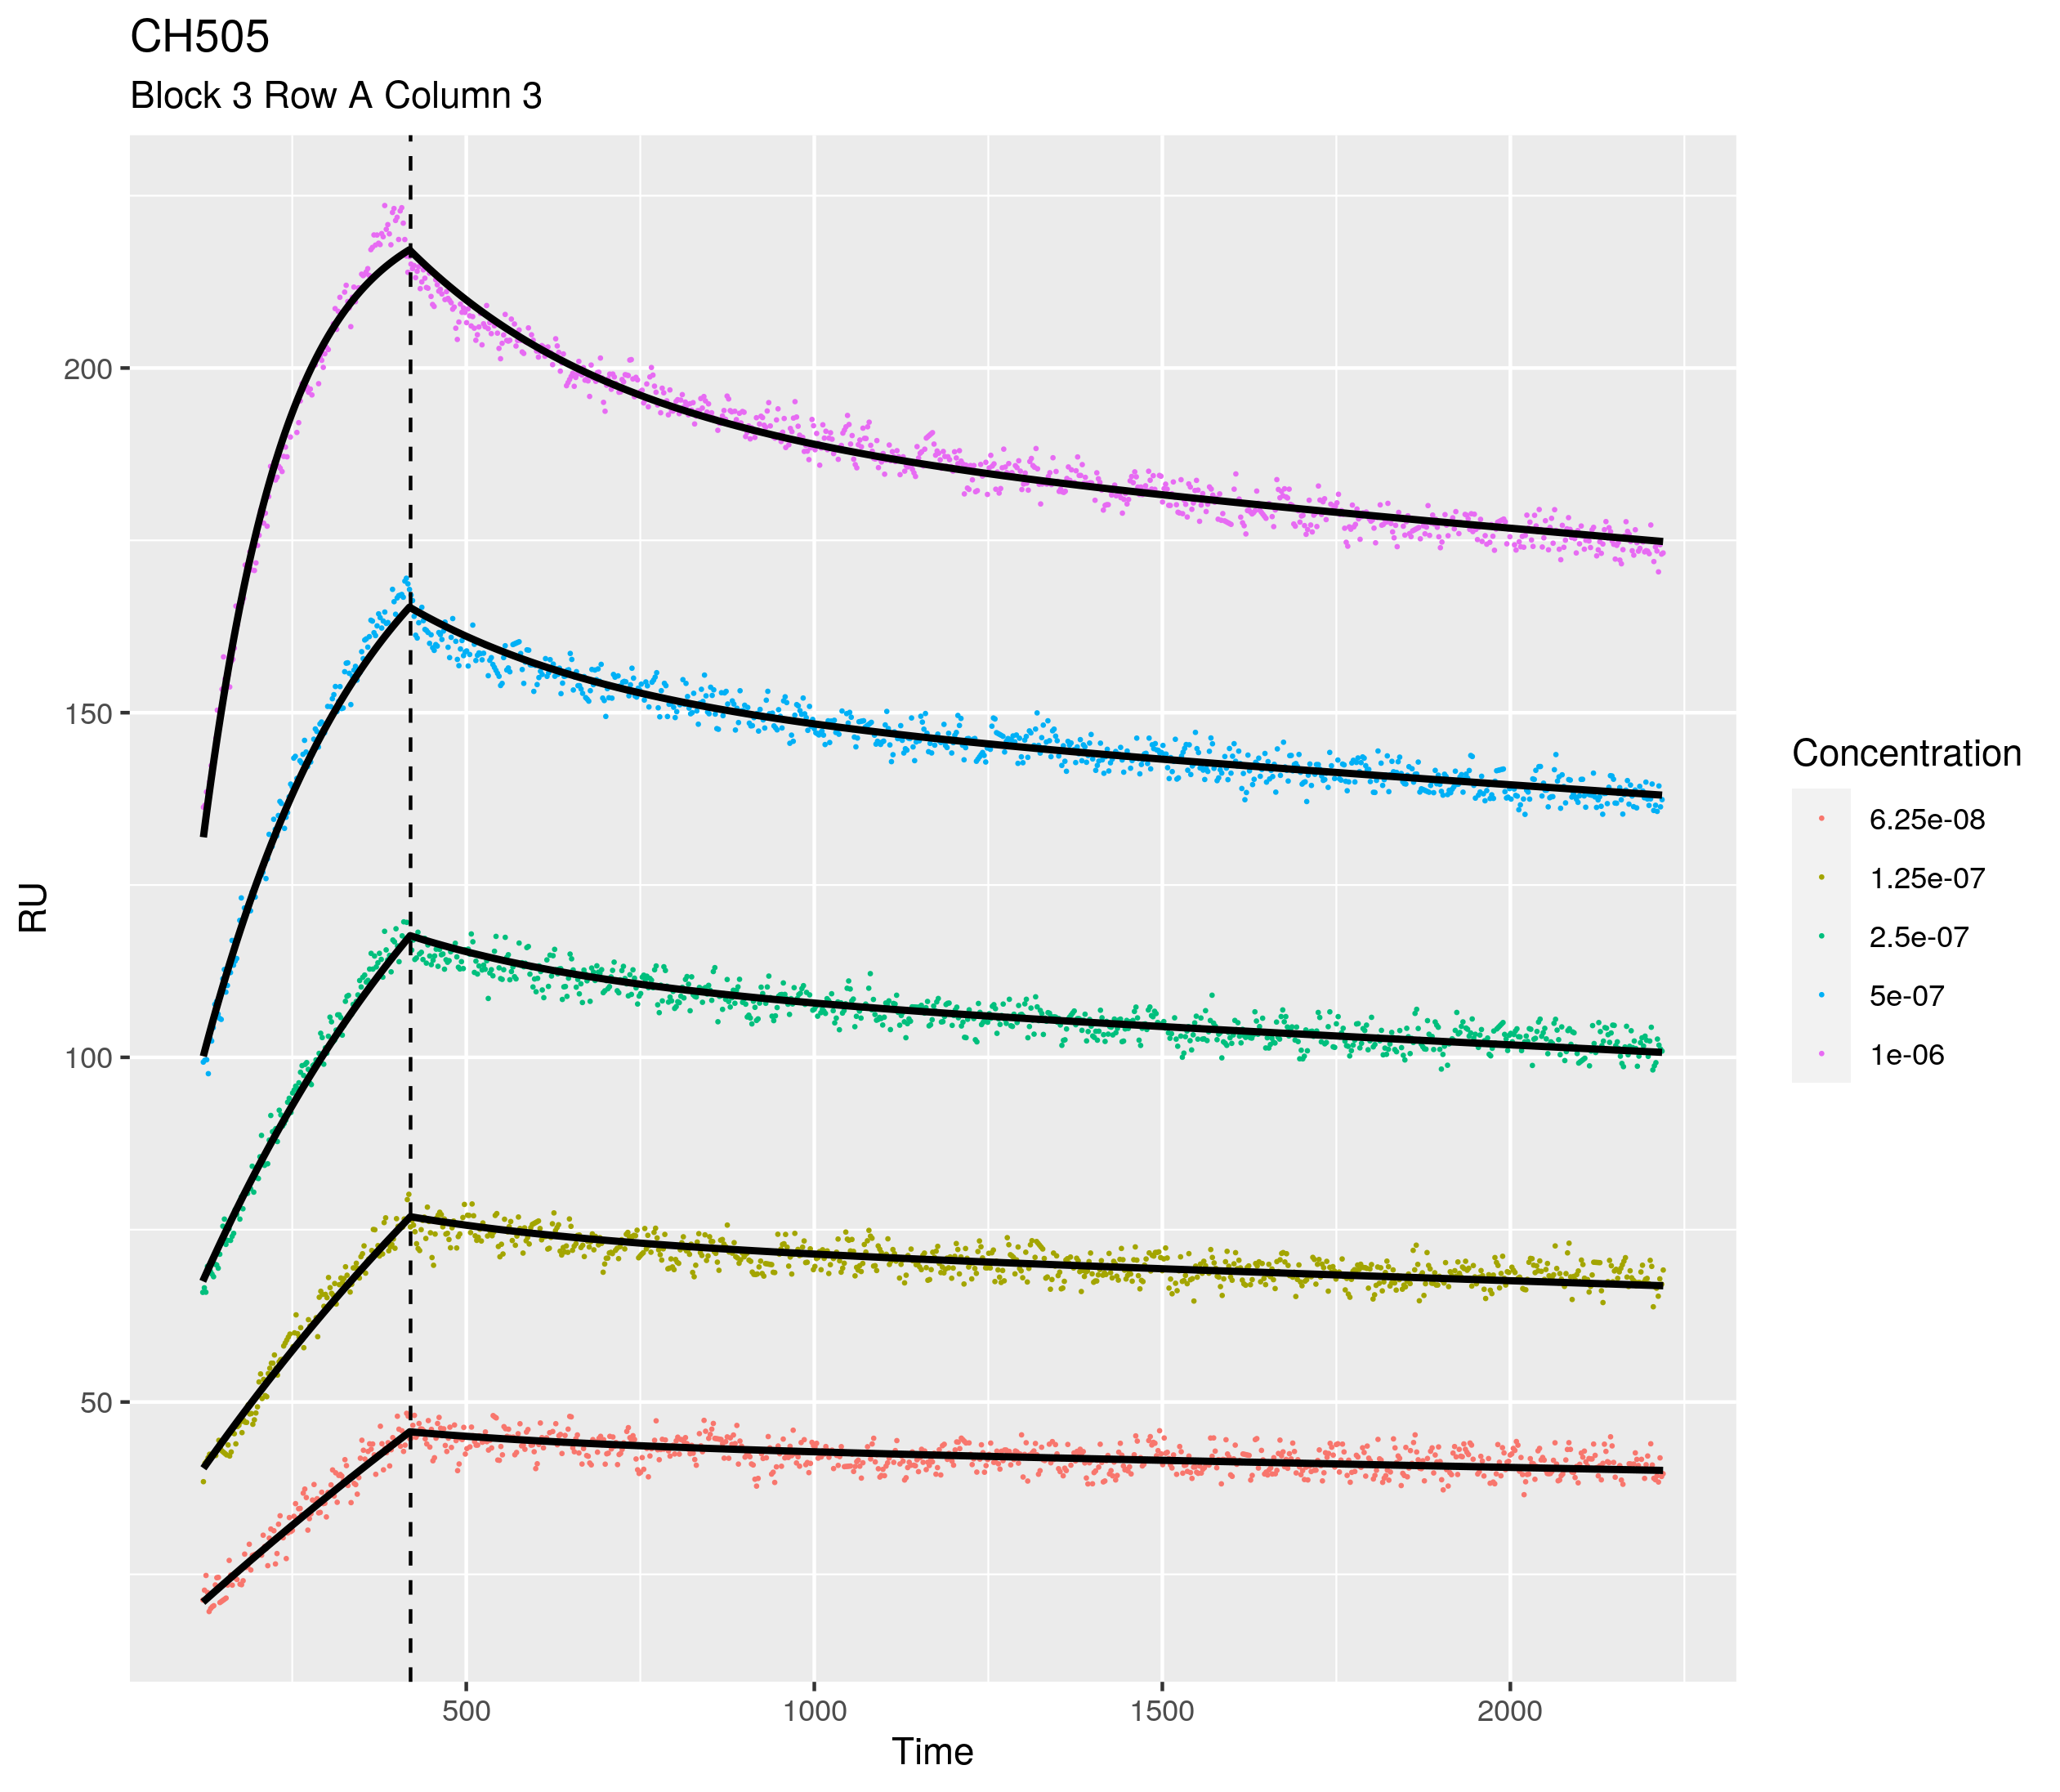 CH505
Block 3 Row A Column 3
RU
200
150
100
50
500 1000 1500 2000
Time
Concentration
6.25e-08
1.25e-07
2.5e-07
5e-07
1e-06